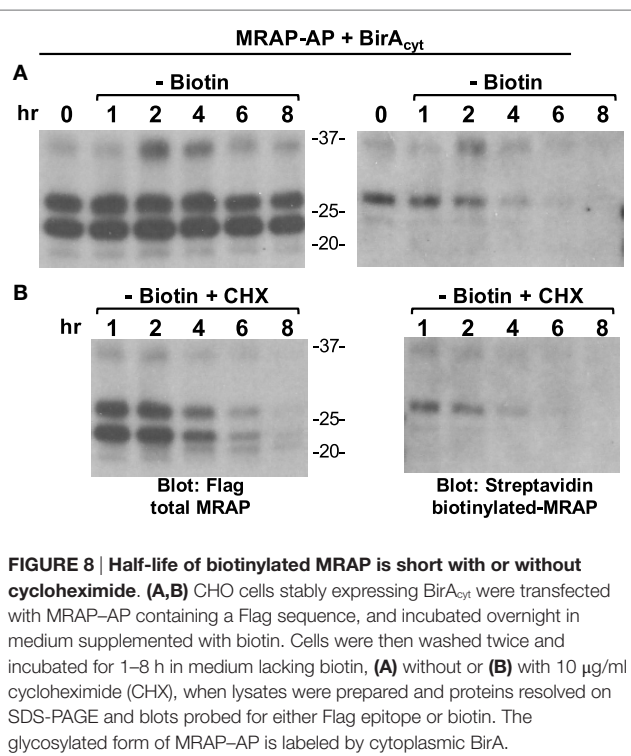 MRAP-AP + BirAcyt
A
- Biotin
- Biotin
hr 0 1 2 4 6 8
0 1 2 4 6 8
-37-
-25-
-20-
B
- Biotin + CHX
- Biotin + CHX
hr 1 2 4 6 8
1 2 4 6 8
-37-
-25-
-20-
Blot: Flag
total MRAP
Blot: Streptavidin
biotinylated-MRAP
FIGURE 8 | Half-life of biotinylated MRAP is short with or without
cycloheximide. (A,B) CHO cells stably expressing BirAcyt were transfected
with MRAP–AP containing a Flag sequence, and incubated overnight in
medium supplemented with biotin. Cells were then washed twice and
incubated for 1–8 h in medium lacking biotin, (A) without or (B) with 10 μg/ml
cycloheximide (CHX), when lysates were prepared and proteins resolved on
SDS-PAGE and blots probed for either Flag epitope or biotin. The
glycosylated form of MRAP–AP is labeled by cytoplasmic BirA.